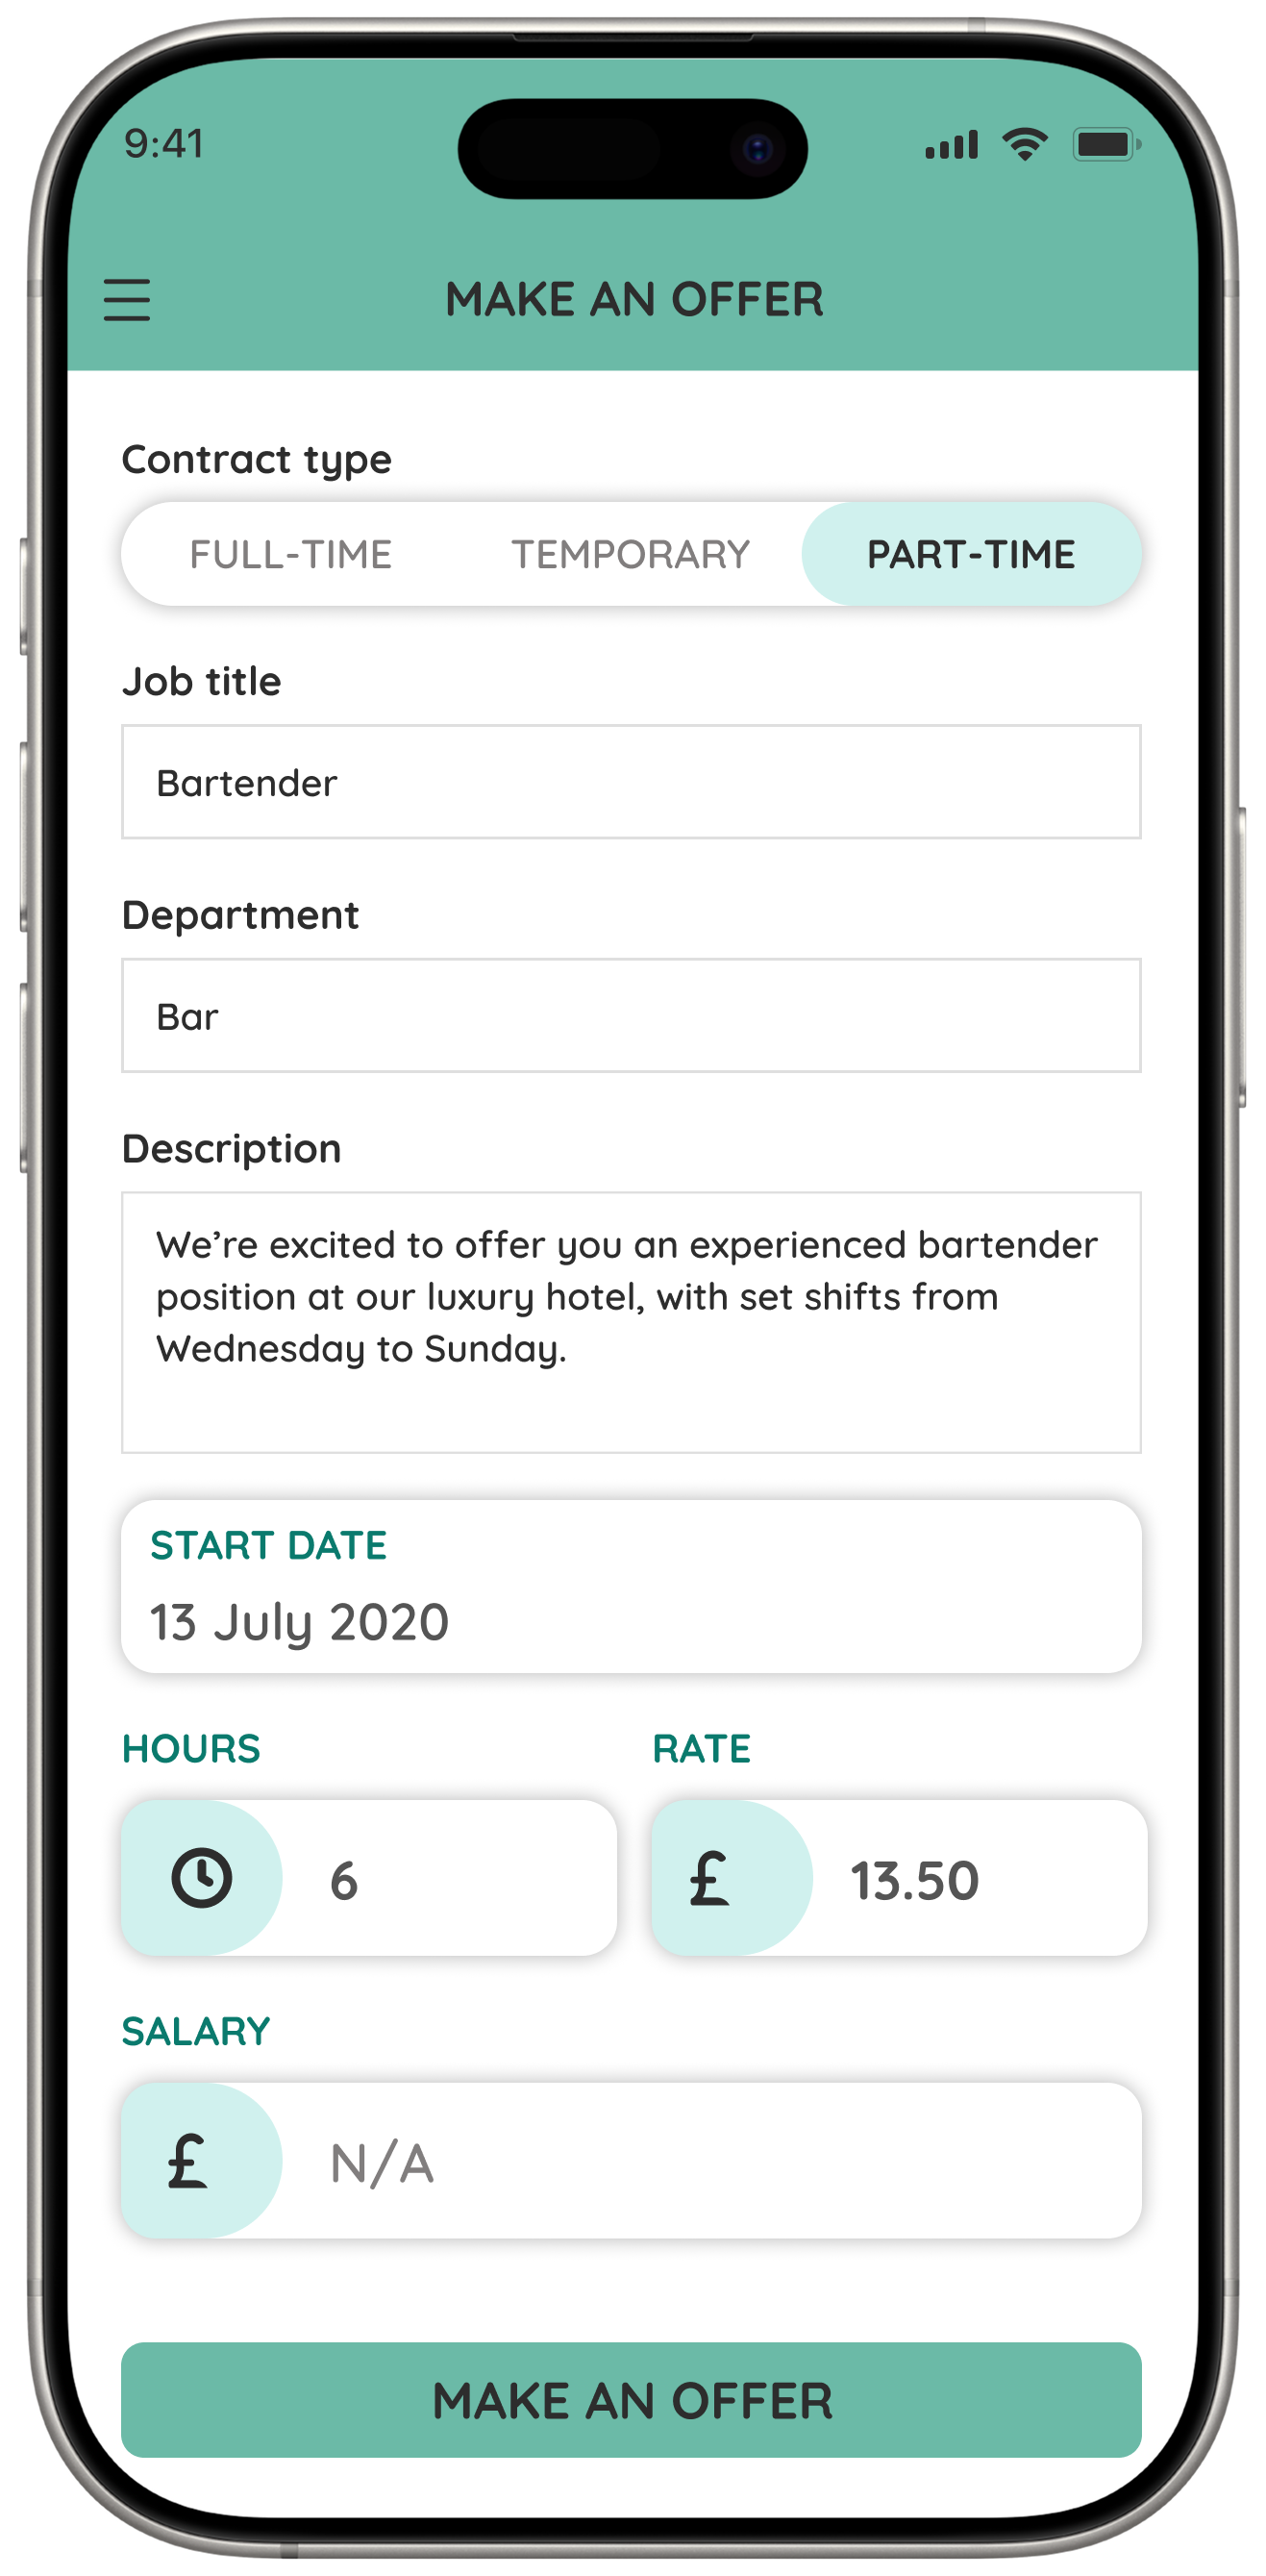 9:41
MAKE AN OFFER
Contract type
FULL-TIME TEMPORARY PART-TIME
Job title
Bartender
Department
Bar
Description
We’re excited to offer you an experienced bartender
position at our luxury hotel, with set shifts from
Wednesday to Sunday.
START DATE
13 July 2020
HOURS RATE
6 £ 13.50
SALARY
£ N/A
MAKE AN OFFER